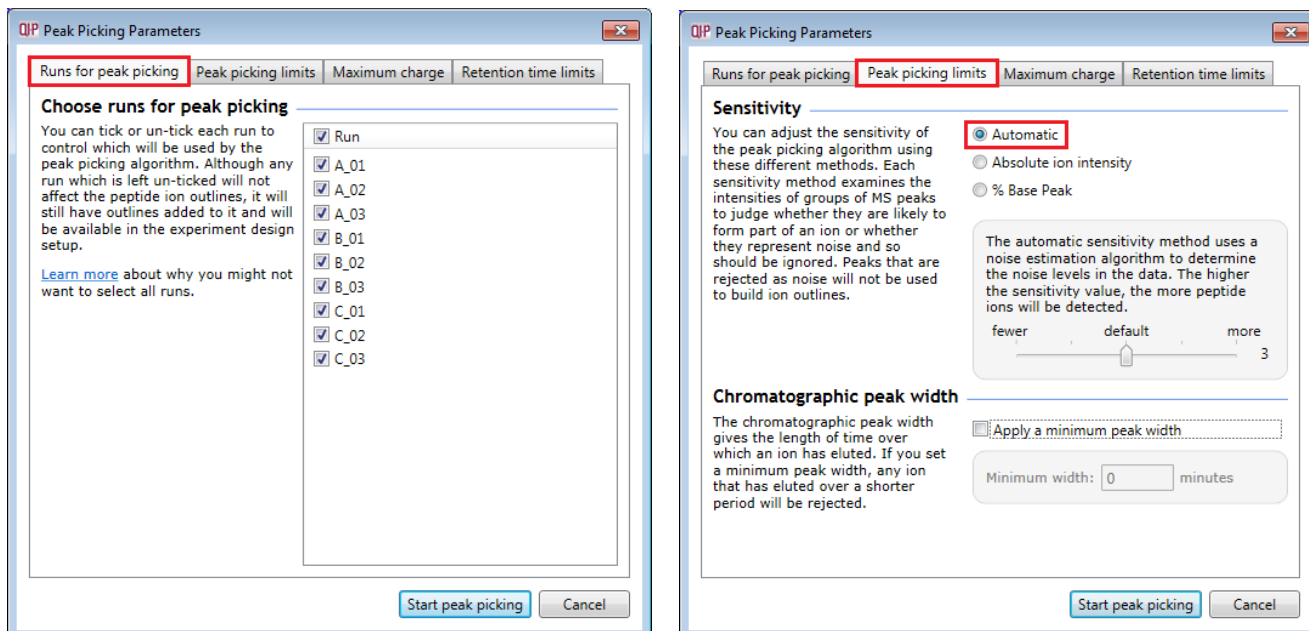 QIP Peak Picking Parameters
Runs for peak picking Peak picking limits Maximum charge Retention time limits
Choose runs for peak picking
You can tick or un-tick each run to
control which will be used by the
peak picking algorithm. Although any
run which is left un-ticked will not
affect the peptide ion outlines, it will
still have outlines added to it and will
be available in the experiment design
setup.
Learn more about why you might not
want to select all runs.
Run
A_01
A_02
A_03
B_01
B_02
B_03
C_01
C_02
C_03
Start peak picking Cancel
QIP Peak Picking Parameters
Runs for peak picking Peak picking limits Maximum charge Retention time limits
Sensitivity
You can adjust the sensitivity of
the peak picking algorithm using
these different methods. Each
sensitivity method examines the
intensities of groups of MS peaks
to judge whether they are likely to
form part of an ion or whether
they represent noise and so
should be ignored. Peaks that are
rejected as noise will not be used
to build ion outlines.
Automatic
Absolute ion intensity
% Base Peak
The automatic sensitivity method uses a
noise estimation algorithm to determine
the noise levels in the data. The higher
the sensitivity value, the more peptide
ions will be detected.
fewer default more
3
Chromatographic peak width
The chromatographic peak width
gives the length of time over
which an ion has eluted. If you set
a minimum peak width, any ion
that has eluted over a shorter
period will be rejected.
Apply a minimum peak width
Minimum width: 0 minutes
Start peak picking Cancel